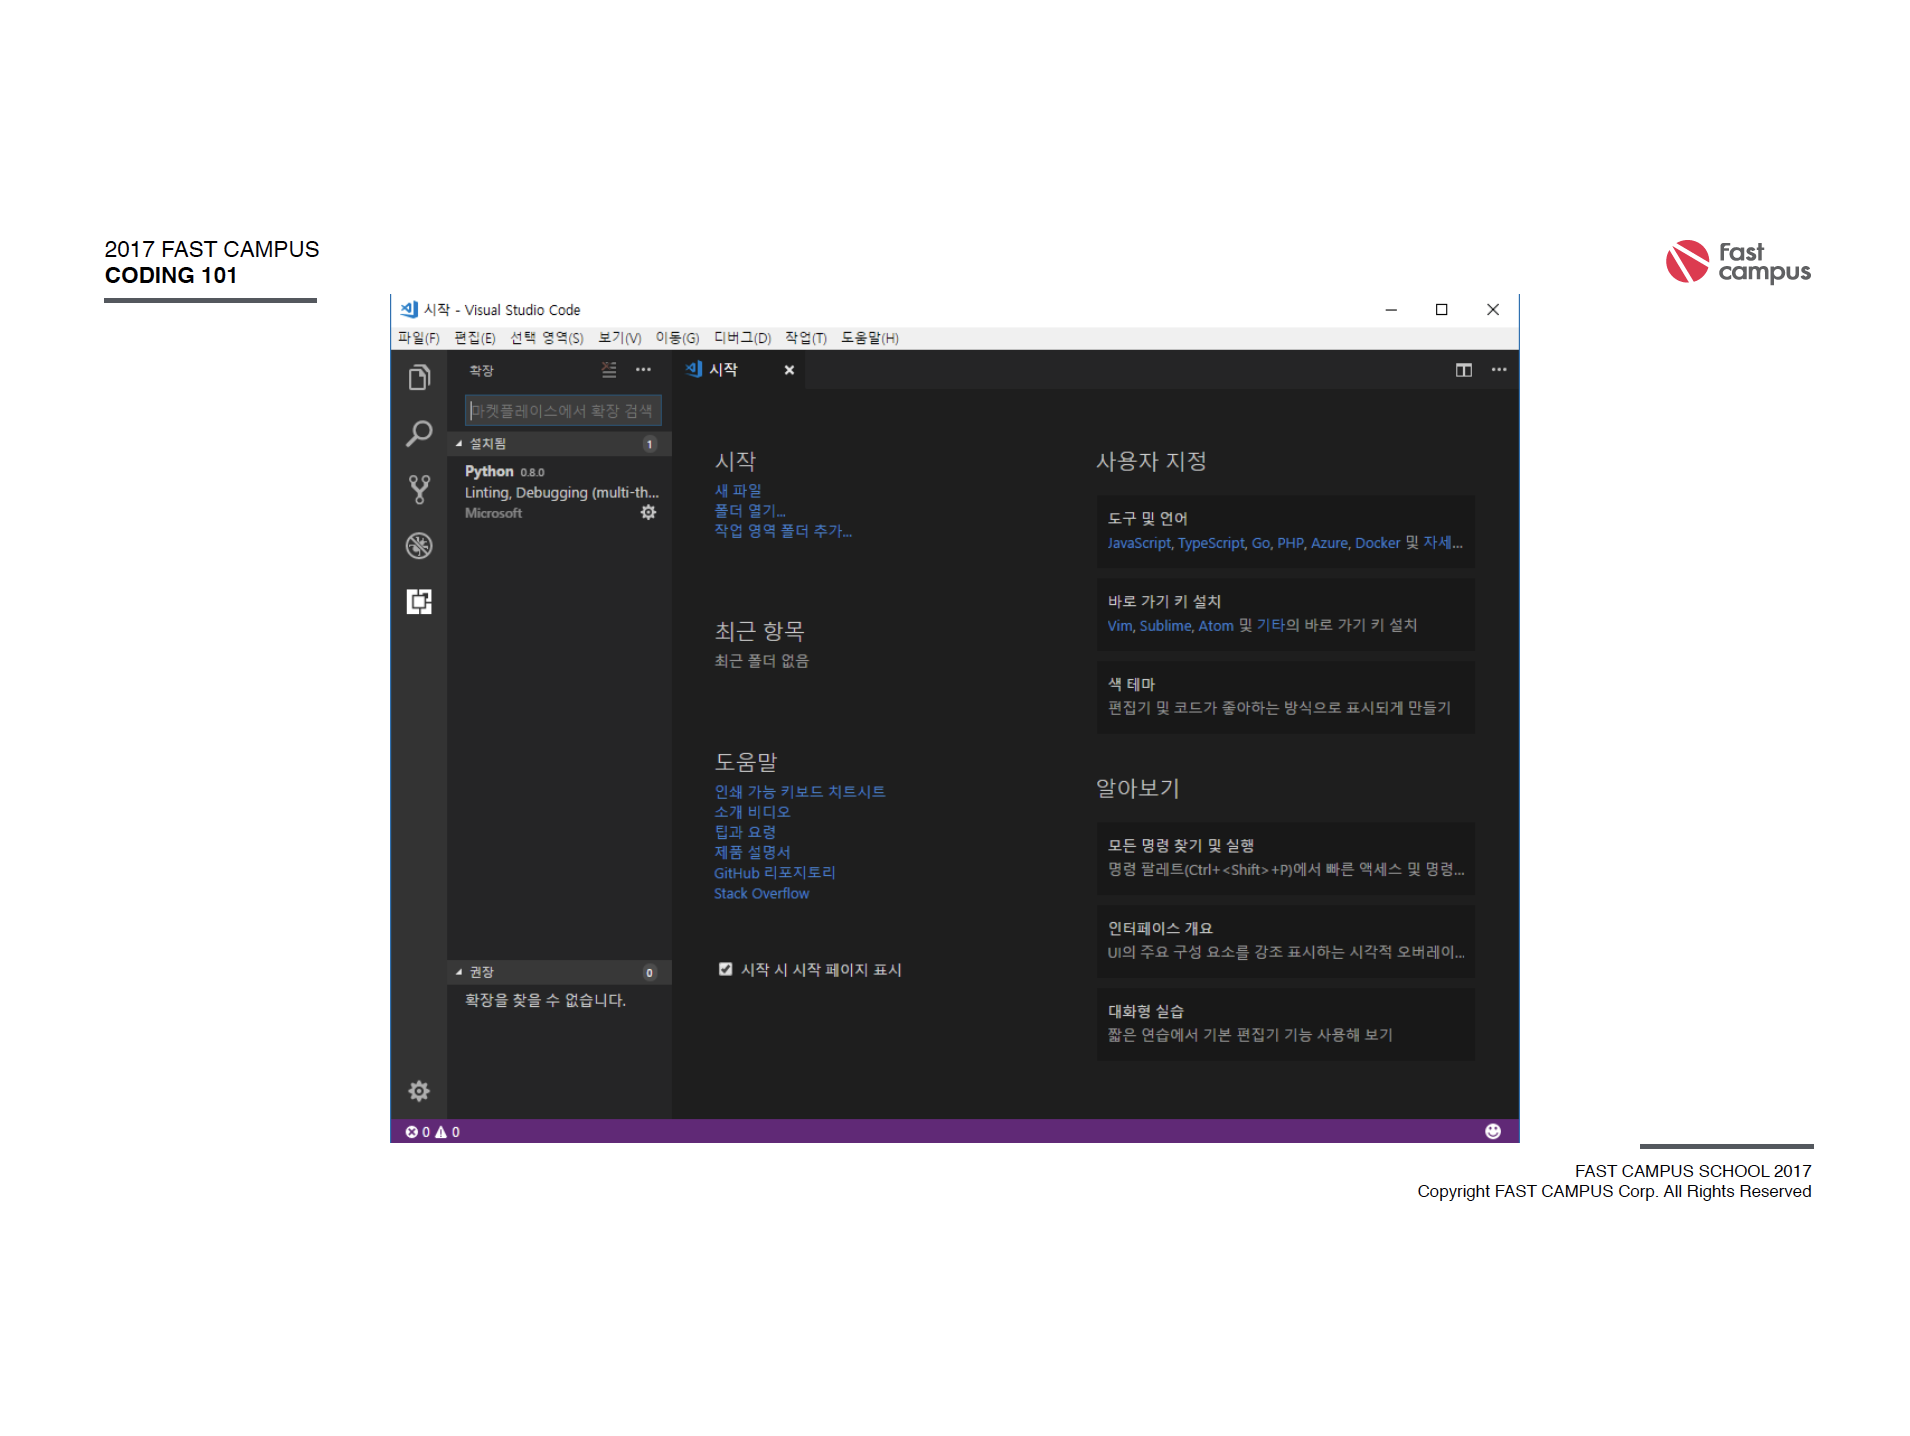 2017 FAST CAMPUS
CODING 101
Fast
campus
시작 - Visual Studio Code
파일(F) 편집(E) 선택 영역(S) 보기(V) 이동(G) 디버그(D) 작업(T) 도움말(H)
확장
마켓플레이스에서 확장 검색
설치됨 1
Python 0.8.0
Linting, Debugging (multi-th...
Microsoft
권장 0
확장을 찾을 수 없습니다.
시작
시작
새 파일
폴더 열기...
작업 영역 폴더 추가...
최근 항목
최근 폴더 없음
도움말
인쇄 가능 키보드 치트시트
소개 비디오
팁과 요령
제품 설명서
GitHub 리포지토리
Stack Overflow
시작 시 시작 페이지 표시
사용자 지정
도구 및 언어
JavaScript, TypeScript, Go, PHP, Azure, Docker 및 자세...
바로 가기 키 설치
Vim, Sublime, Atom 및 기타의 바로 가기 키 설치
색 테마
편집기 및 코드가 좋아하는 방식으로 표시되게 만들기
알아보기
모든 명령 찾기 및 실행
명령 팔레트(Ctrl+<Shift>+P)에서 빠른 액세스 및 명령...
인터페이스 개요
UI의 주요 구성 요소를 강조 표시하는 시각적 오버레이...
대화형 실습
짧은 연습에서 기본 편집기 기능 사용해 보기
0 0
FAST CAMPUS SCHOOL 2017
Copyright FAST CAMPUS Corp. All Rights Reserved